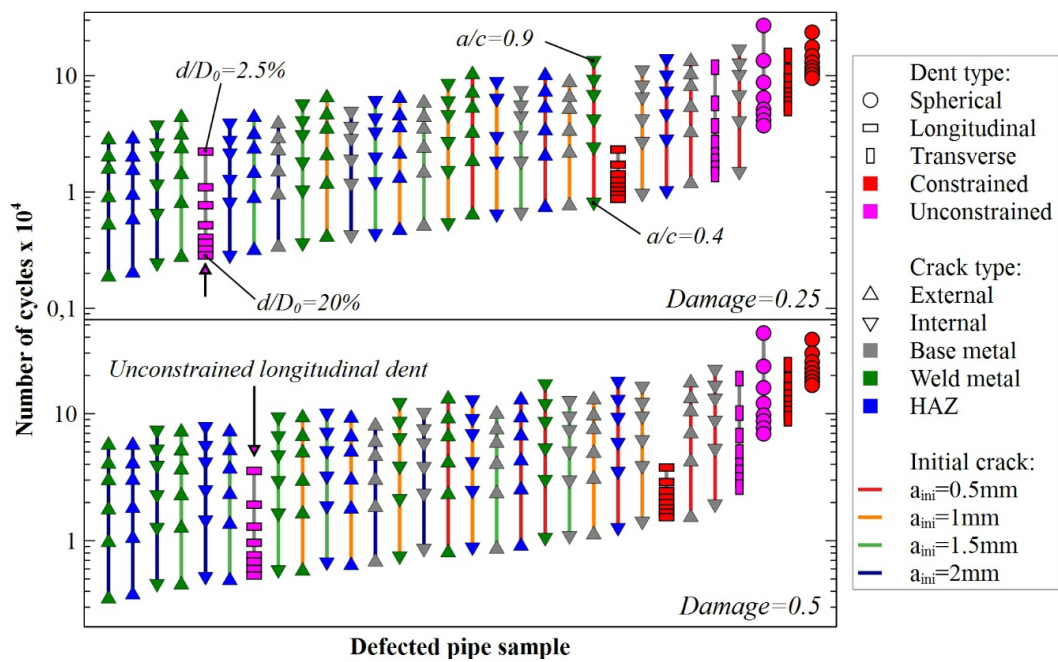 Number of cycles x 10⁴
10
1
0,1
d/D₀=2.5%
d/D₀=20%
a/c=0.9
a/c=0.4
Damage=0.25
10
1
Unconstrained longitudinal dent
Damage=0.5
Defected pipe sample
Dent type:
Spherical
Longitudinal
Transverse
Constrained
Unconstrained
Crack type:
External
Internal
Base metal
Weld metal
HAZ
Initial crack:
aᵢₙᵢ=0.5mm
aᵢₙᵢ=1mm
aᵢₙᵢ=1.5mm
aᵢₙᵢ=2mm